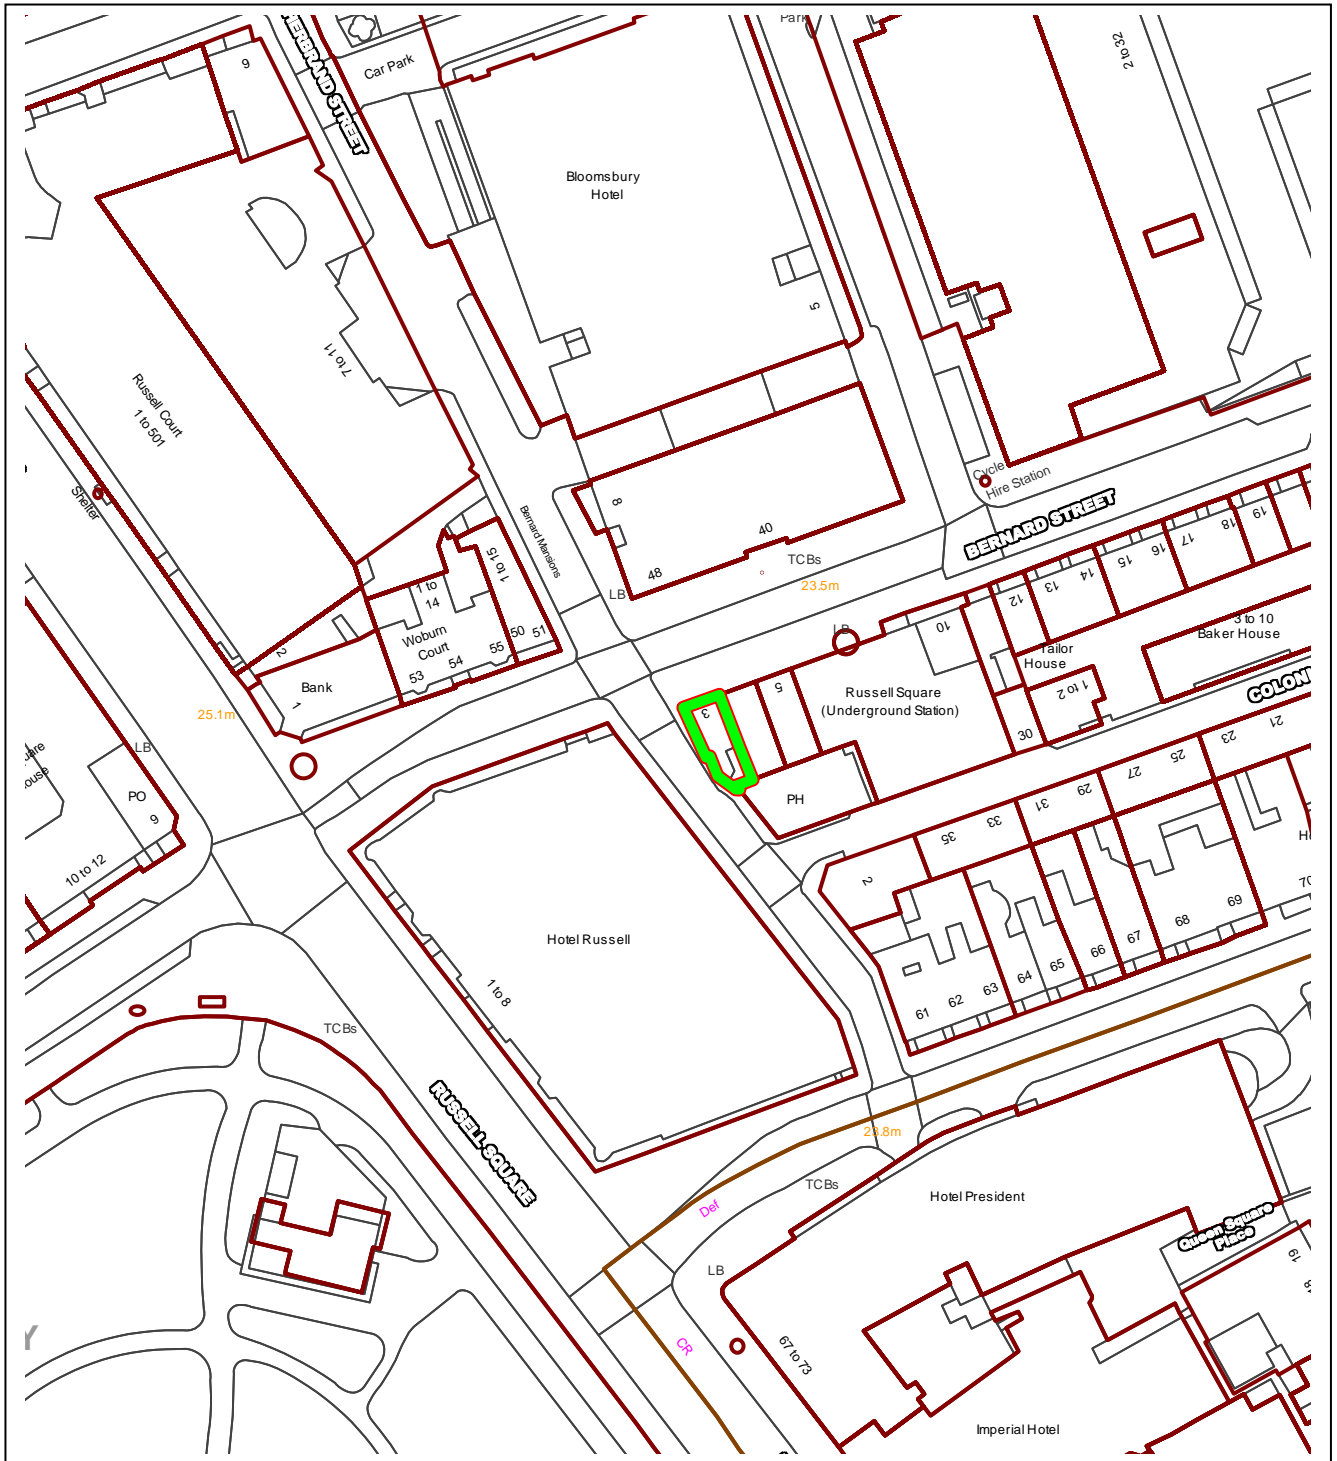 HERBRAND STREET
Car Park
Park
2 to 32
9
Bloomsbury
Hotel
5
7 to 11
Russell Court
1 to 501
Shelter
Cycle
Hire Station
BERNARD STREET
8
40
48
TCBs
23.5m
LB
Bernard Mansions
1 to 15
1 to
14
Woburn
Court
53
54
55
50
51
2
Bank
1
25.1m
LB
PO
9
10 to 12
LB
3
5
10
12
13
14
15
16
17
18
19
Russell Square
(Underground Station)
Tailor
House
1 to 2
30
3 to 10
Baker House
21
23
25
27
29
31
33
35
PH
2
61
62
63
64
65
66
67
68
69
70
Hotel Russell
1 to 8
TCBs
RUSSELL SQUARE
23.8m
TCBs
Def
LB
CR
67 to 73
Hotel President
Queen Square
Place
19
Imperial Hotel